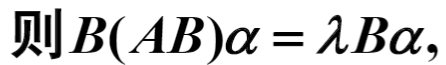 则B(AB)α = λBα,